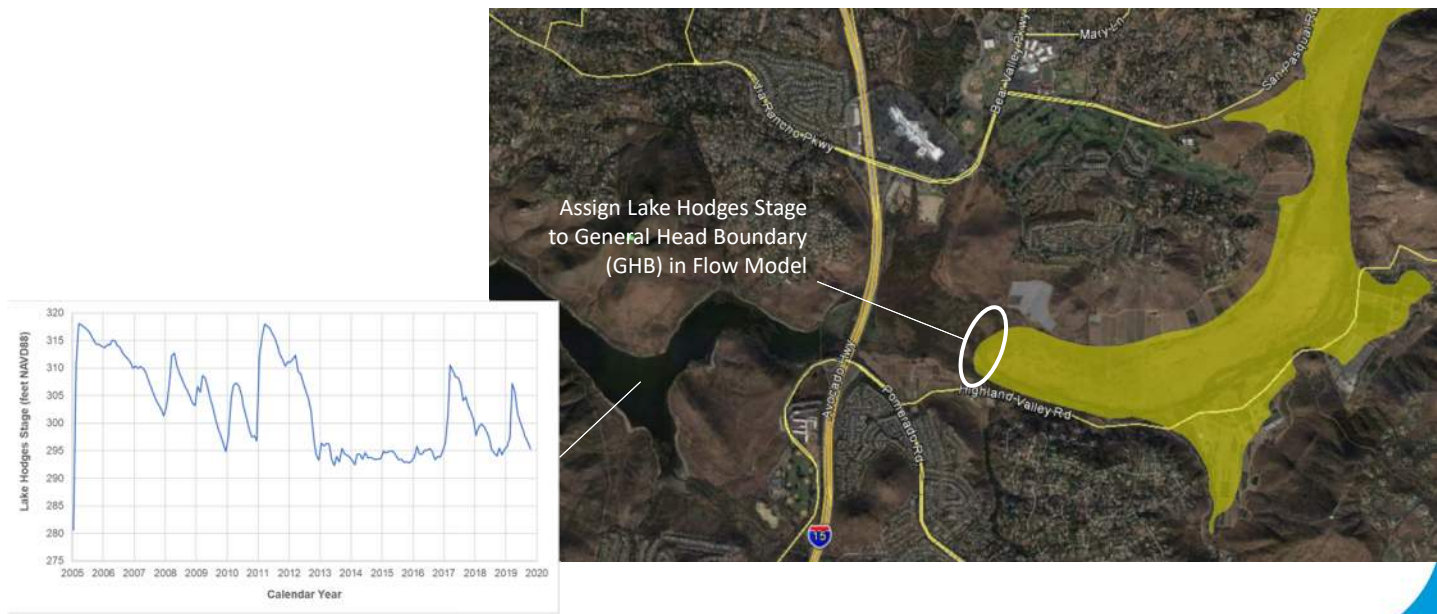 Mary Ln
Bear Valley Pkwy
San Pasqual Rd
Via Rancho Pkwy
Assign Lake Hodges Stage
to General Head Boundary
(GHB) in Flow Model
Avocado Hwy
Pomerado Rd
Highland Valley Rd
15
Lake Hodges Stage (feet NAVD88)
320
315
310
305
300
295
290
285
280
275
2005 2006 2007 2008 2009 2010 2011 2012 2013 2014 2015 2016 2017 2018 2019 2020
Calendar Year